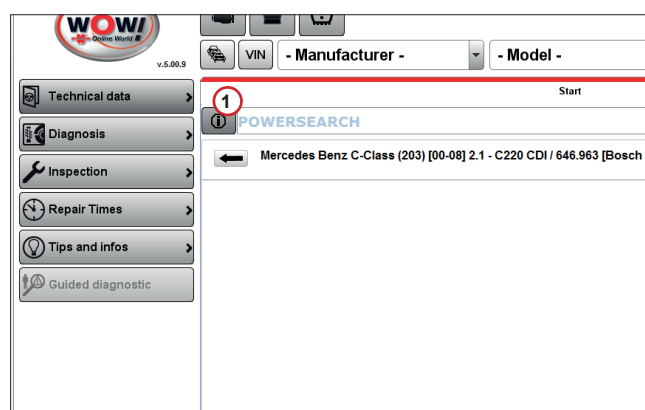 WOW!
Online World
v.5.00.9
VIN
- Manufacturer -
- Model -
Technical data
Diagnosis
Inspection
Repair Times
Tips and infos
Guided diagnostic
Start
1
POWERSEARCH
Mercedes Benz C-Class (203) [00-08] 2.1 - C220 CDI / 646.963 [Bosch